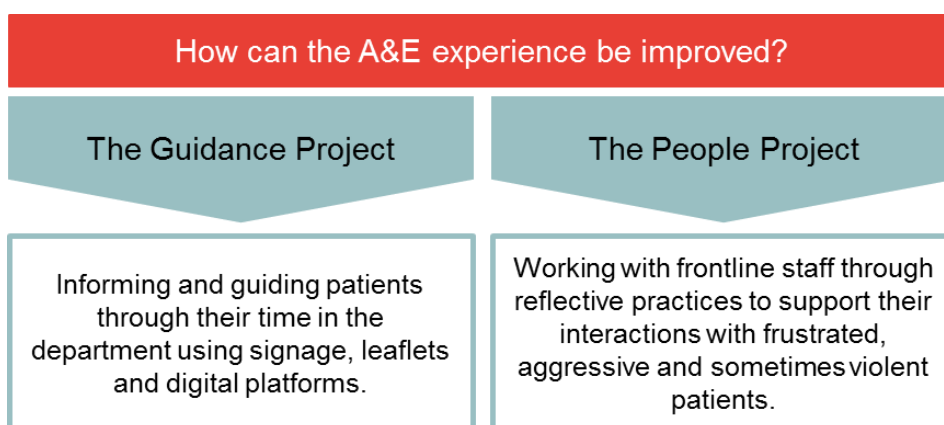 How can the A&E experience be improved?
The Guidance Project
The People Project
Informing and guiding patients
through their time in the
department using signage, leaflets
and digital platforms.
Working with frontline staff through
reflective practices to support their
interactions with frustrated,
aggressive and sometimes violent
patients.